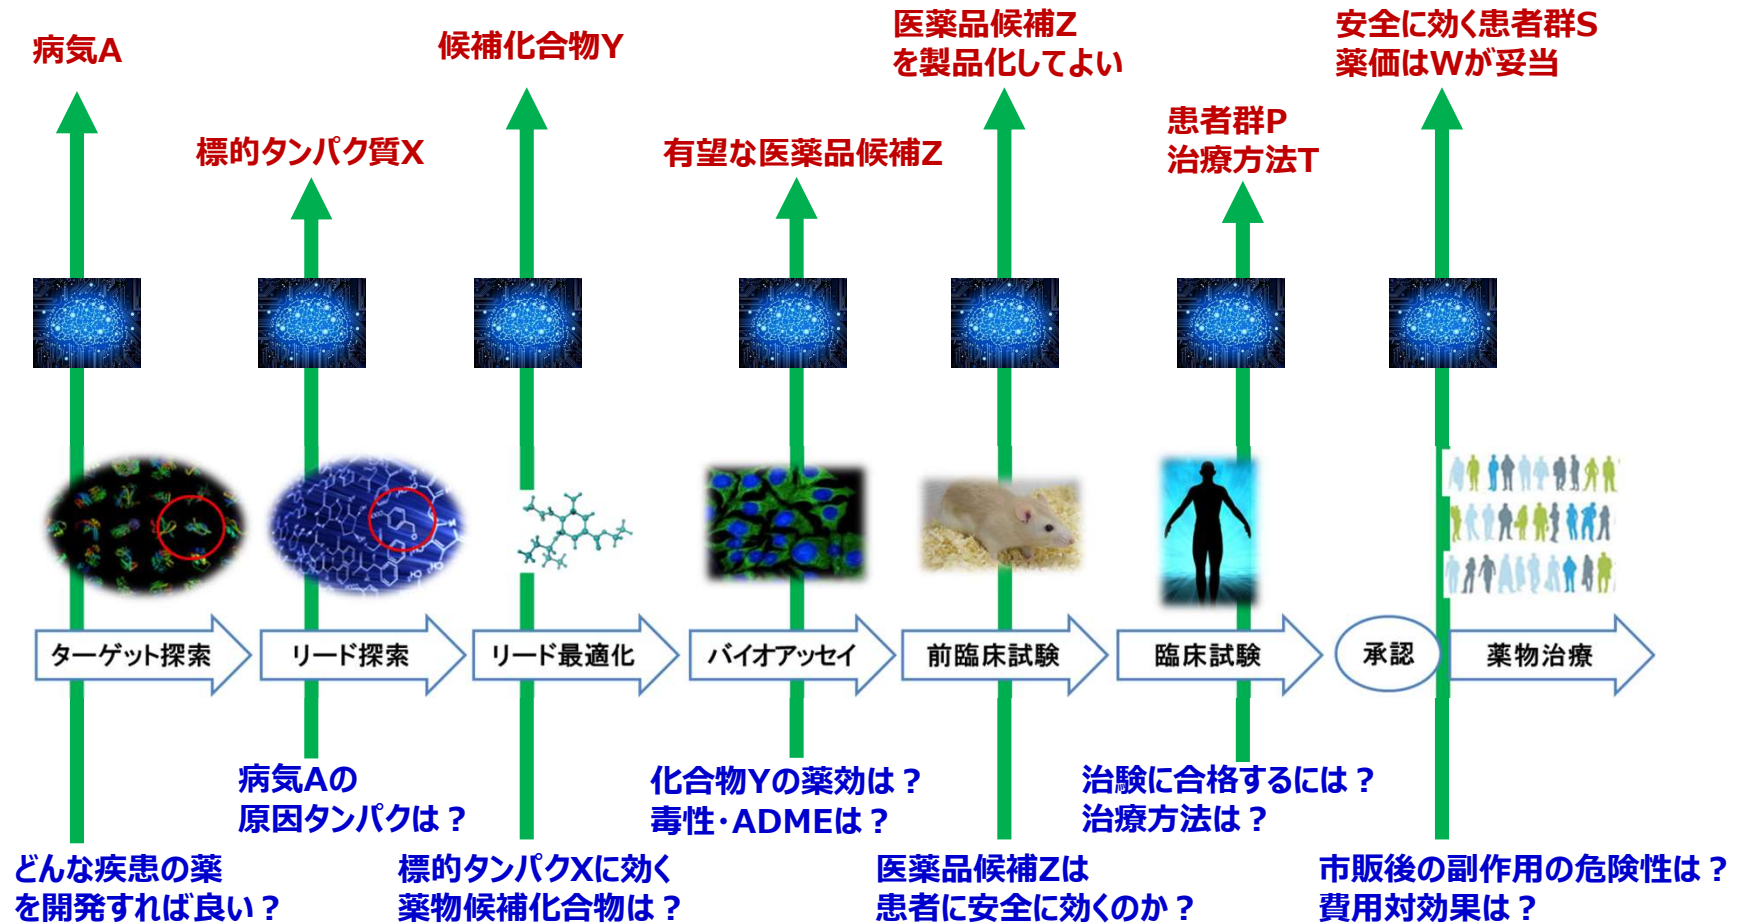 病気A
標的タンパク質X
候補化合物Y
有望な医薬品候補Z
医薬品候補Z
を製品化してよい
患者群P
治療方法T
安全に効く患者群S
薬価はWが妥当
ターゲット探索
リード探索
リード最適化
バイオアッセイ
前臨床試験
臨床試験
承認
薬物治療
どんな疾患の薬
を開発すれば良い？
病気Aの
原因タンパクは？
標的タンパクXに効く
薬物候補化合物は？
化合物Yの薬効は？
毒性・ADMEは？
医薬品候補Zは
患者に安全に効くのか？
治験に合格するには？
治療方法は？
市販後の副作用の危険性は？
費用対効果は？